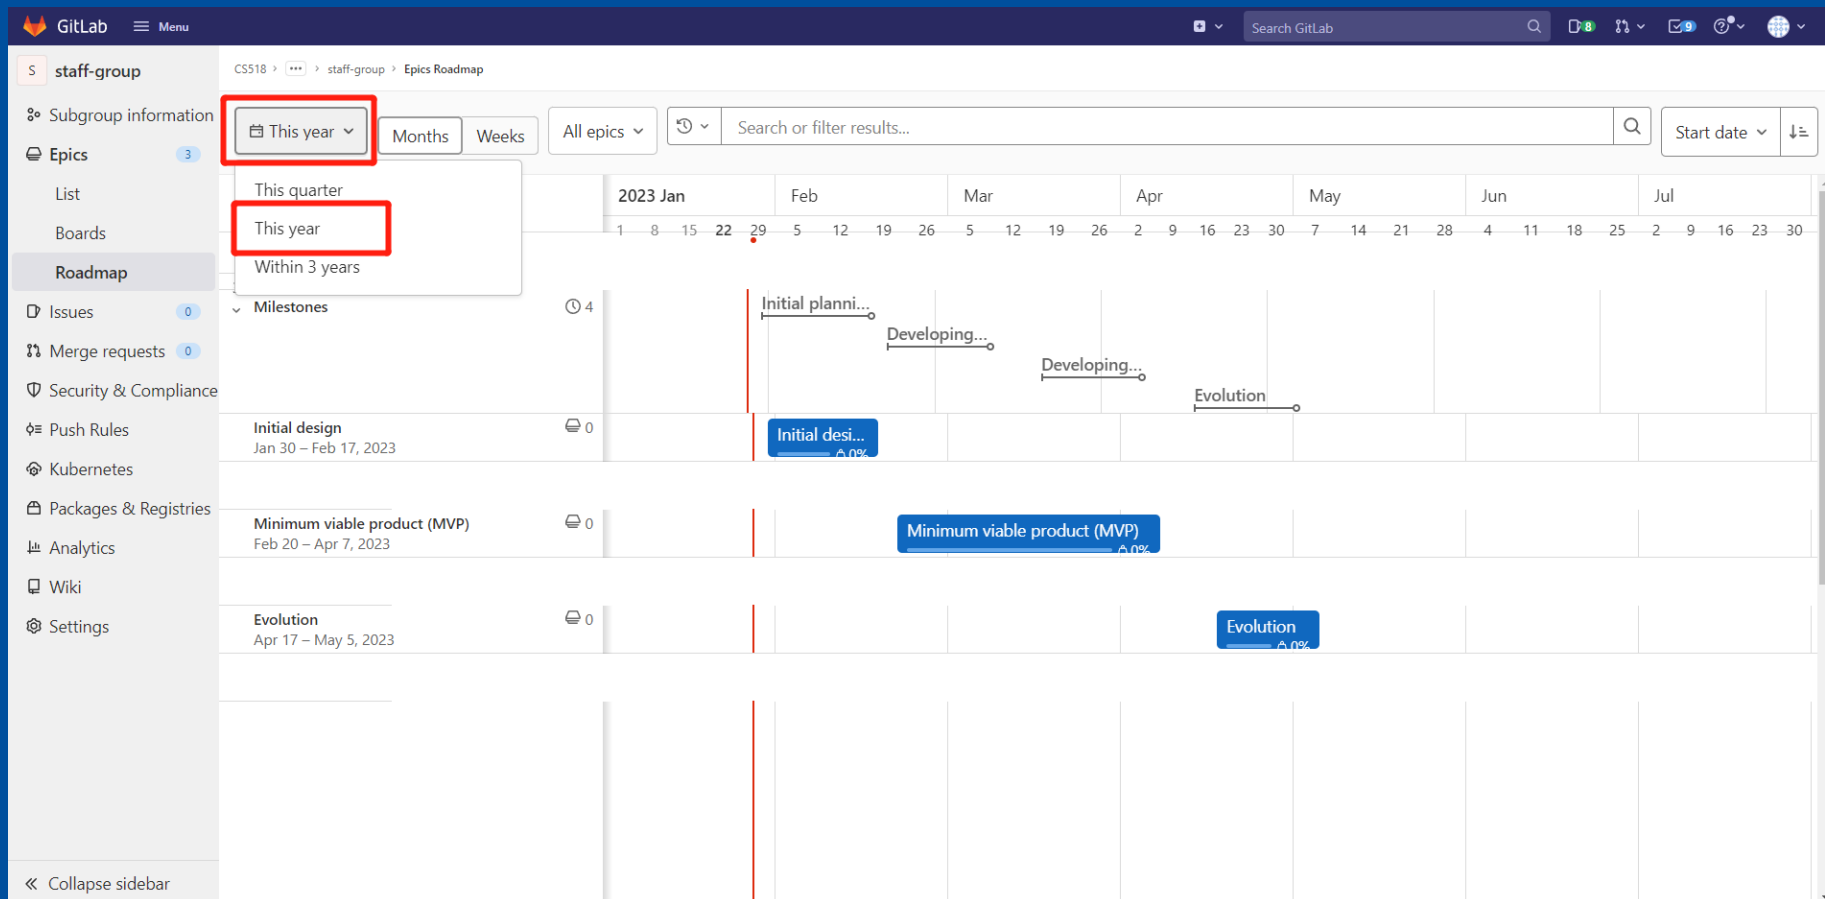 GitLab Menu Search GitLab 8 9
S staff-group
CS518 › ••• › staff-group › Epics Roadmap
Subgroup information
Epics 3
List
Boards
Roadmap
Issues 0
Merge requests 0
Security & Compliance
Push Rules
Kubernetes
Packages & Registries
Analytics
Wiki
Settings
Collapse sidebar
This year Months Weeks All epics Search or filter results... Start date
This quarter
This year
Within 3 years
2023 Jan Feb Mar Apr May Jun Jul
1 8 15 22 29 5 12 19 26 5 12 19 26 2 9 16 23 30 7 14 21 28 4 11 18 25 2 9 16 23 30
Milestones 4
Initial planni...
Developing...
Developing...
Evolution
Initial design 0
Jan 30 – Feb 17, 2023
Initial desi...
0%
Minimum viable product (MVP) 0
Feb 20 – Apr 7, 2023
Minimum viable product (MVP)
0%
Evolution 0
Apr 17 – May 5, 2023
Evolution
0%